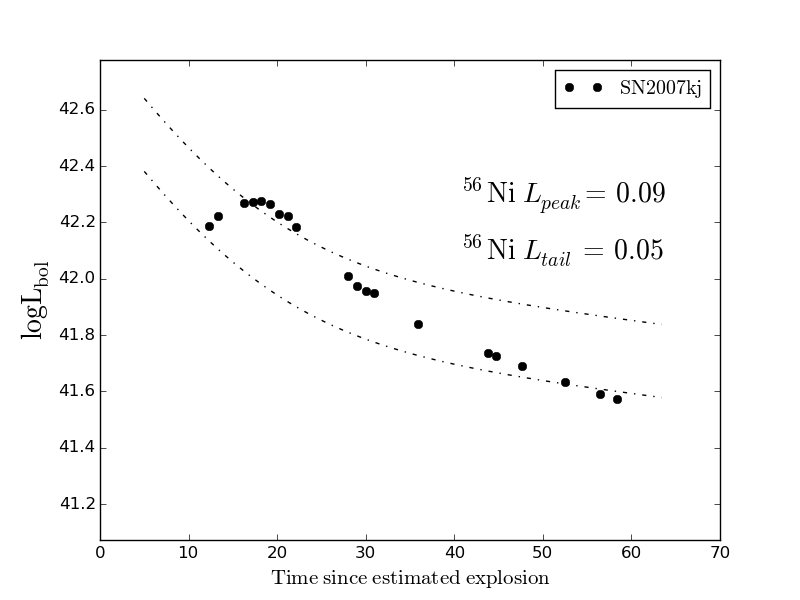 SN2007kj
⁵⁶Ni L_peak = 0.09
⁵⁶Ni L_tail = 0.05
logL_bol
42.6
42.4
42.2
42.0
41.8
41.6
41.4
41.2
0 10 20 30 40 50 60 70
Time since estimated explosion